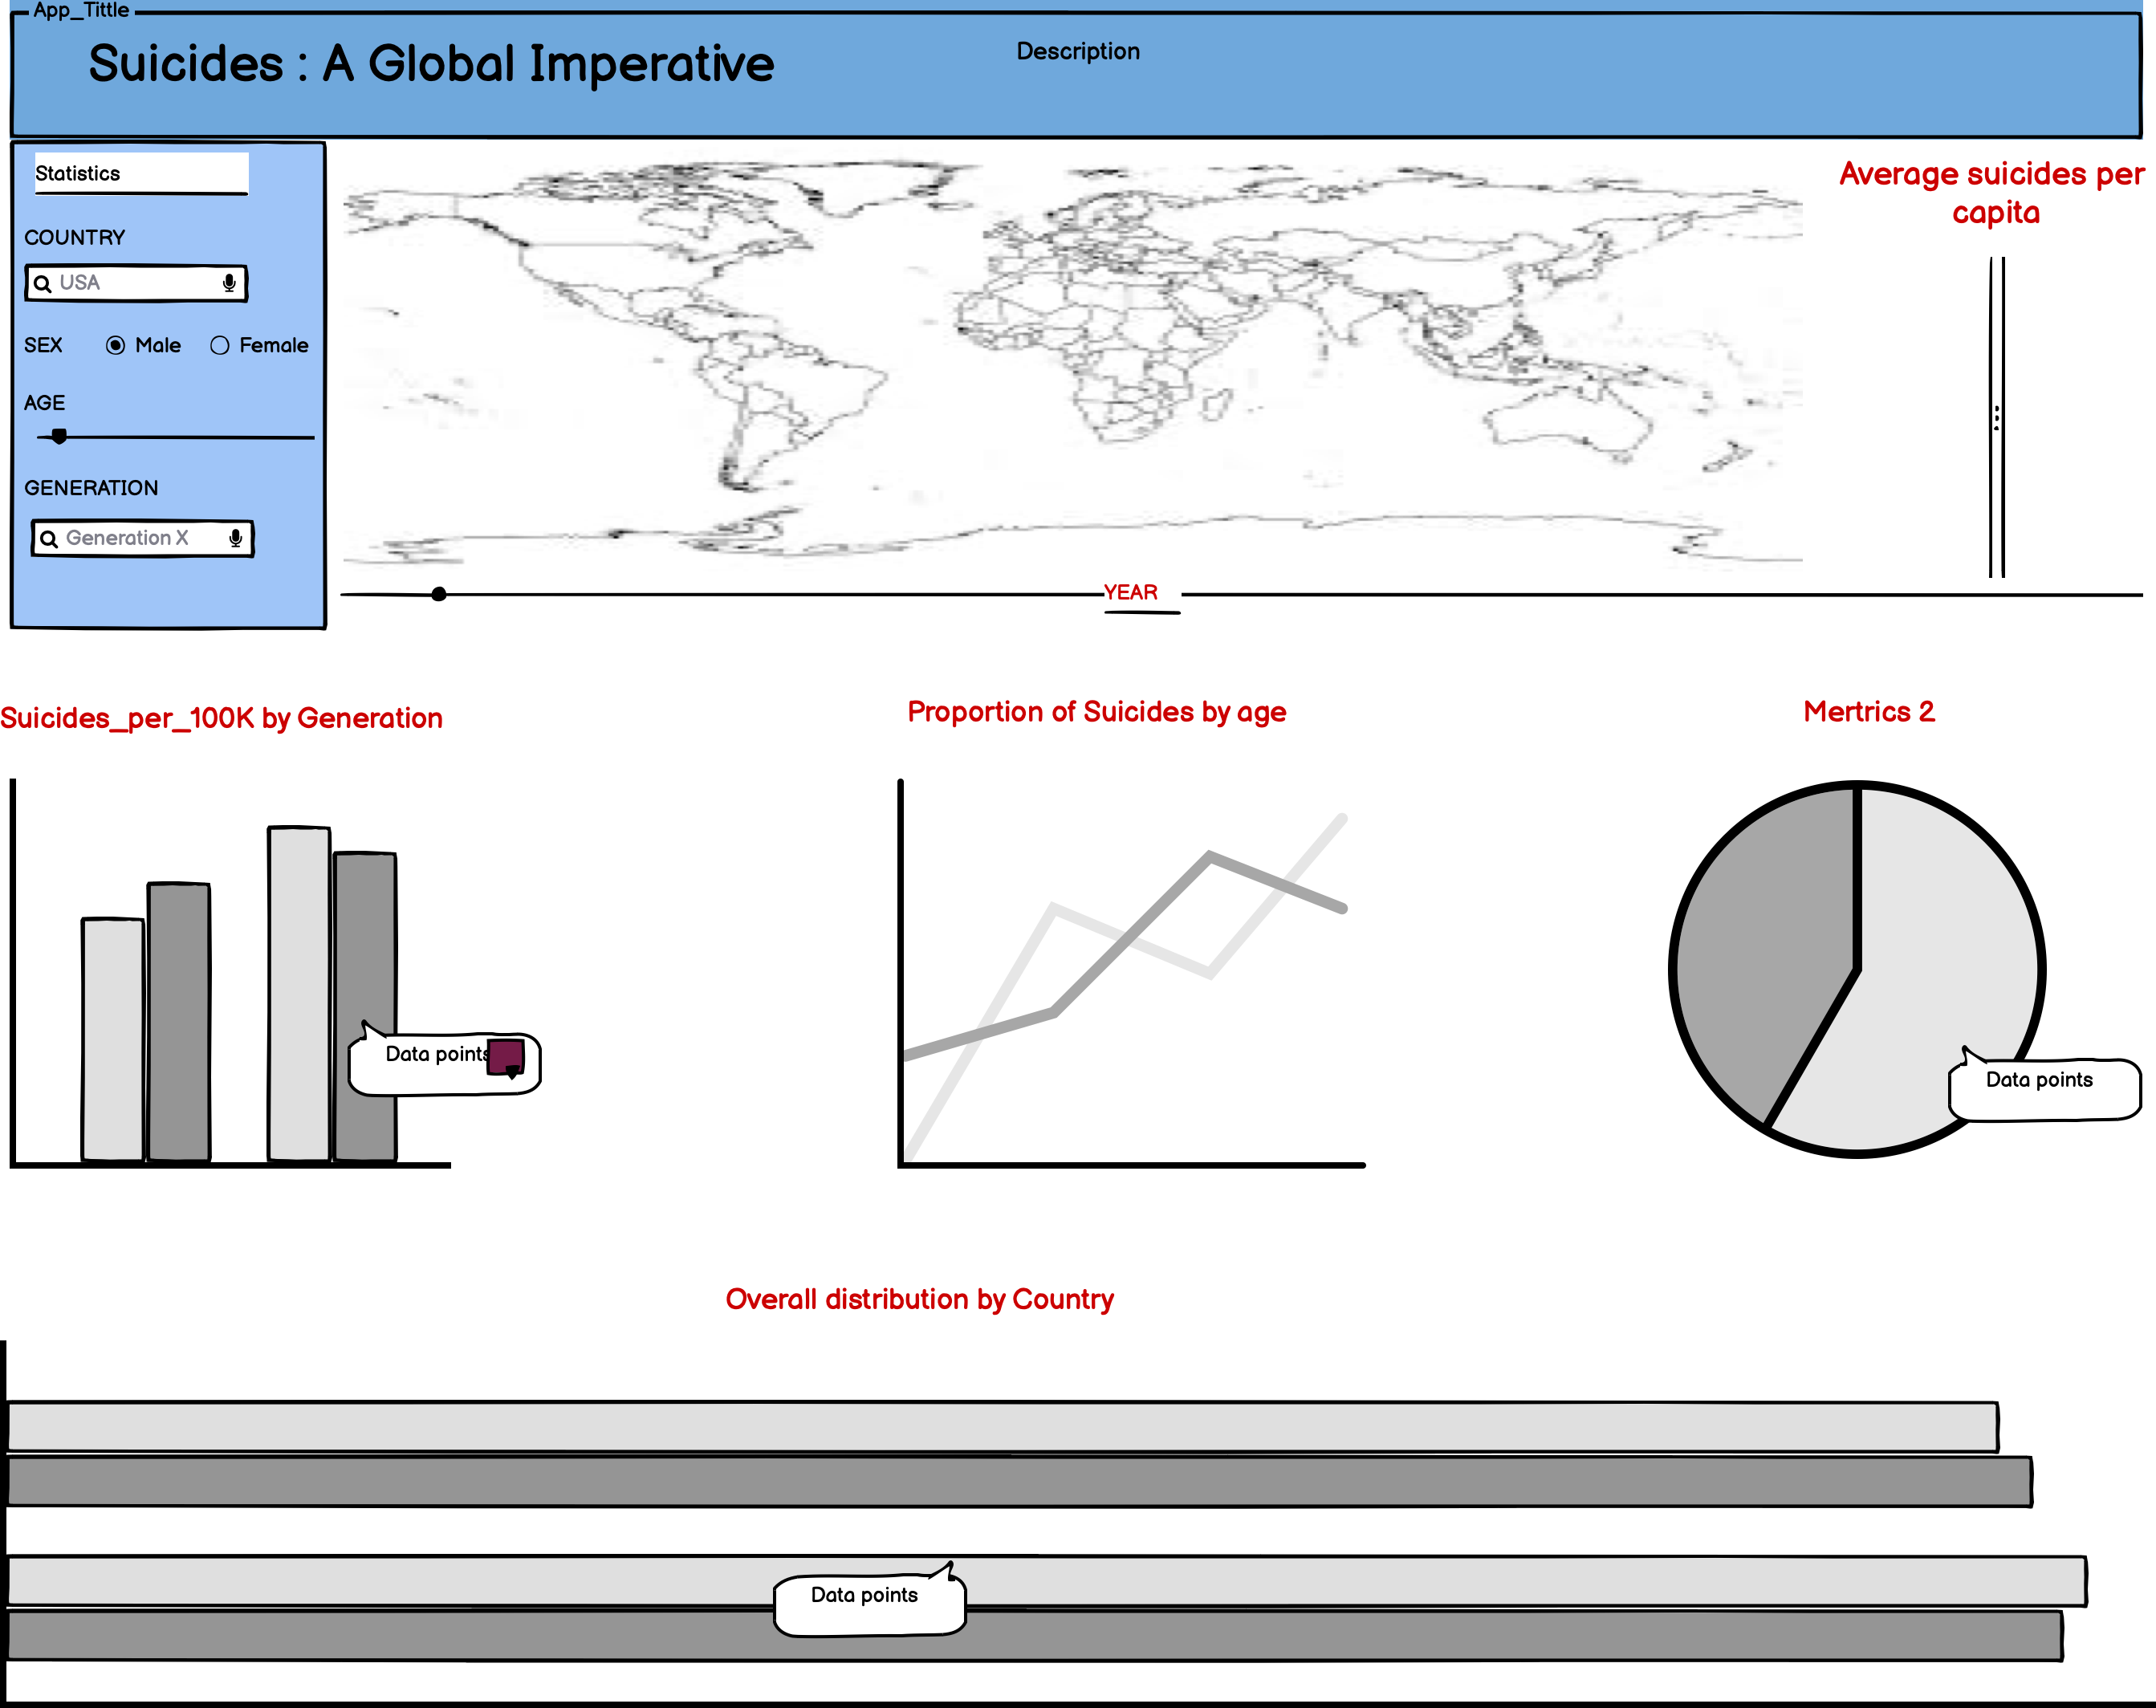 App_Tittle
Suicides : A Global Imperative
Description
Statistics
COUNTRY
USA
SEX Male Female
AGE
GENERATION
Generation X
Average suicides per
capita
YEAR
Suicides_per_100K by Generation
Proportion of Suicides by age
Mertrics 2
Data points
Data points
Overall distribution by Country
Data points